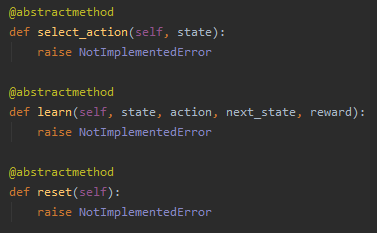 @abstractmethod
def select_action(self, state):
    raise NotImplementedError
@abstractmethod
def learn(self, state, action, next_state, reward):
    raise NotImplementedError
@abstractmethod
def reset(self):
    raise NotImplementedError